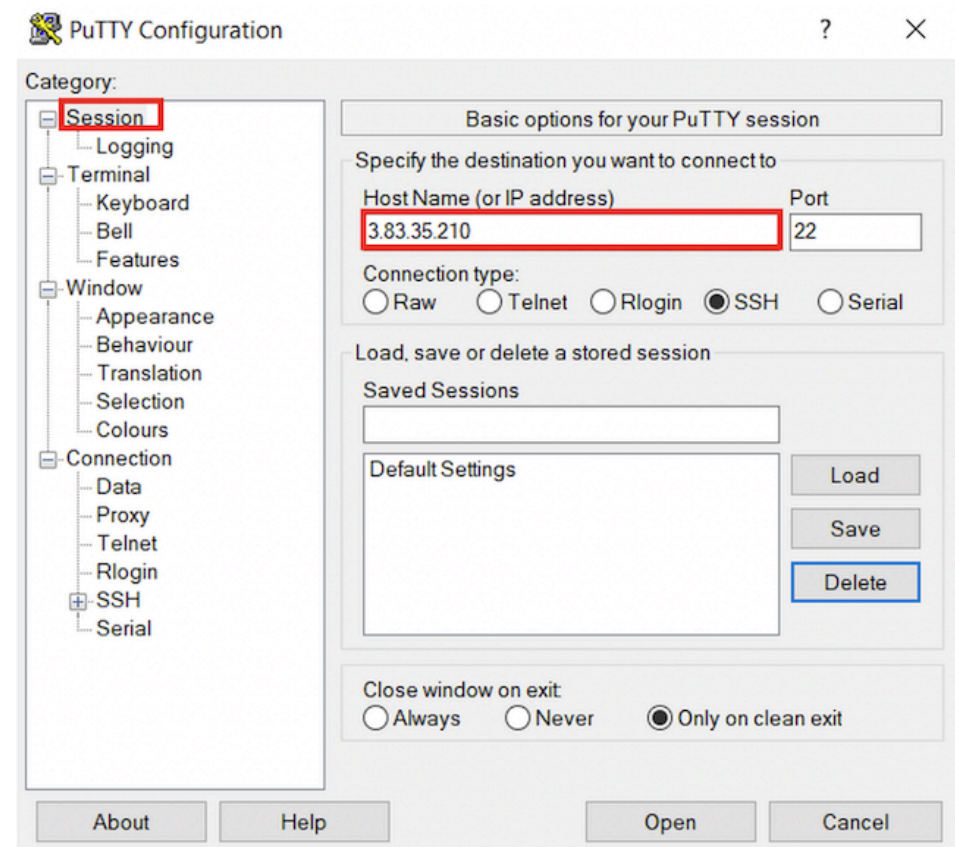 PuTTY Configuration
?
Category:
Session
Logging
Terminal
Keyboard
Bell
Features
Window
Appearance
Behaviour
Translation
Selection
Colours
Connection
Data
Proxy
Telnet
Rlogin
SSH
Serial
Basic options for your PuTTY session
Specify the destination you want to connect to
Host Name (or IP address) Port
3.83.35.210 22
Connection type:
Raw Telnet Rlogin SSH Serial
Load, save or delete a stored session
Saved Sessions
Default Settings
Load
Save
Delete
Close window on exit:
Always Never Only on clean exit
About Help Open Cancel